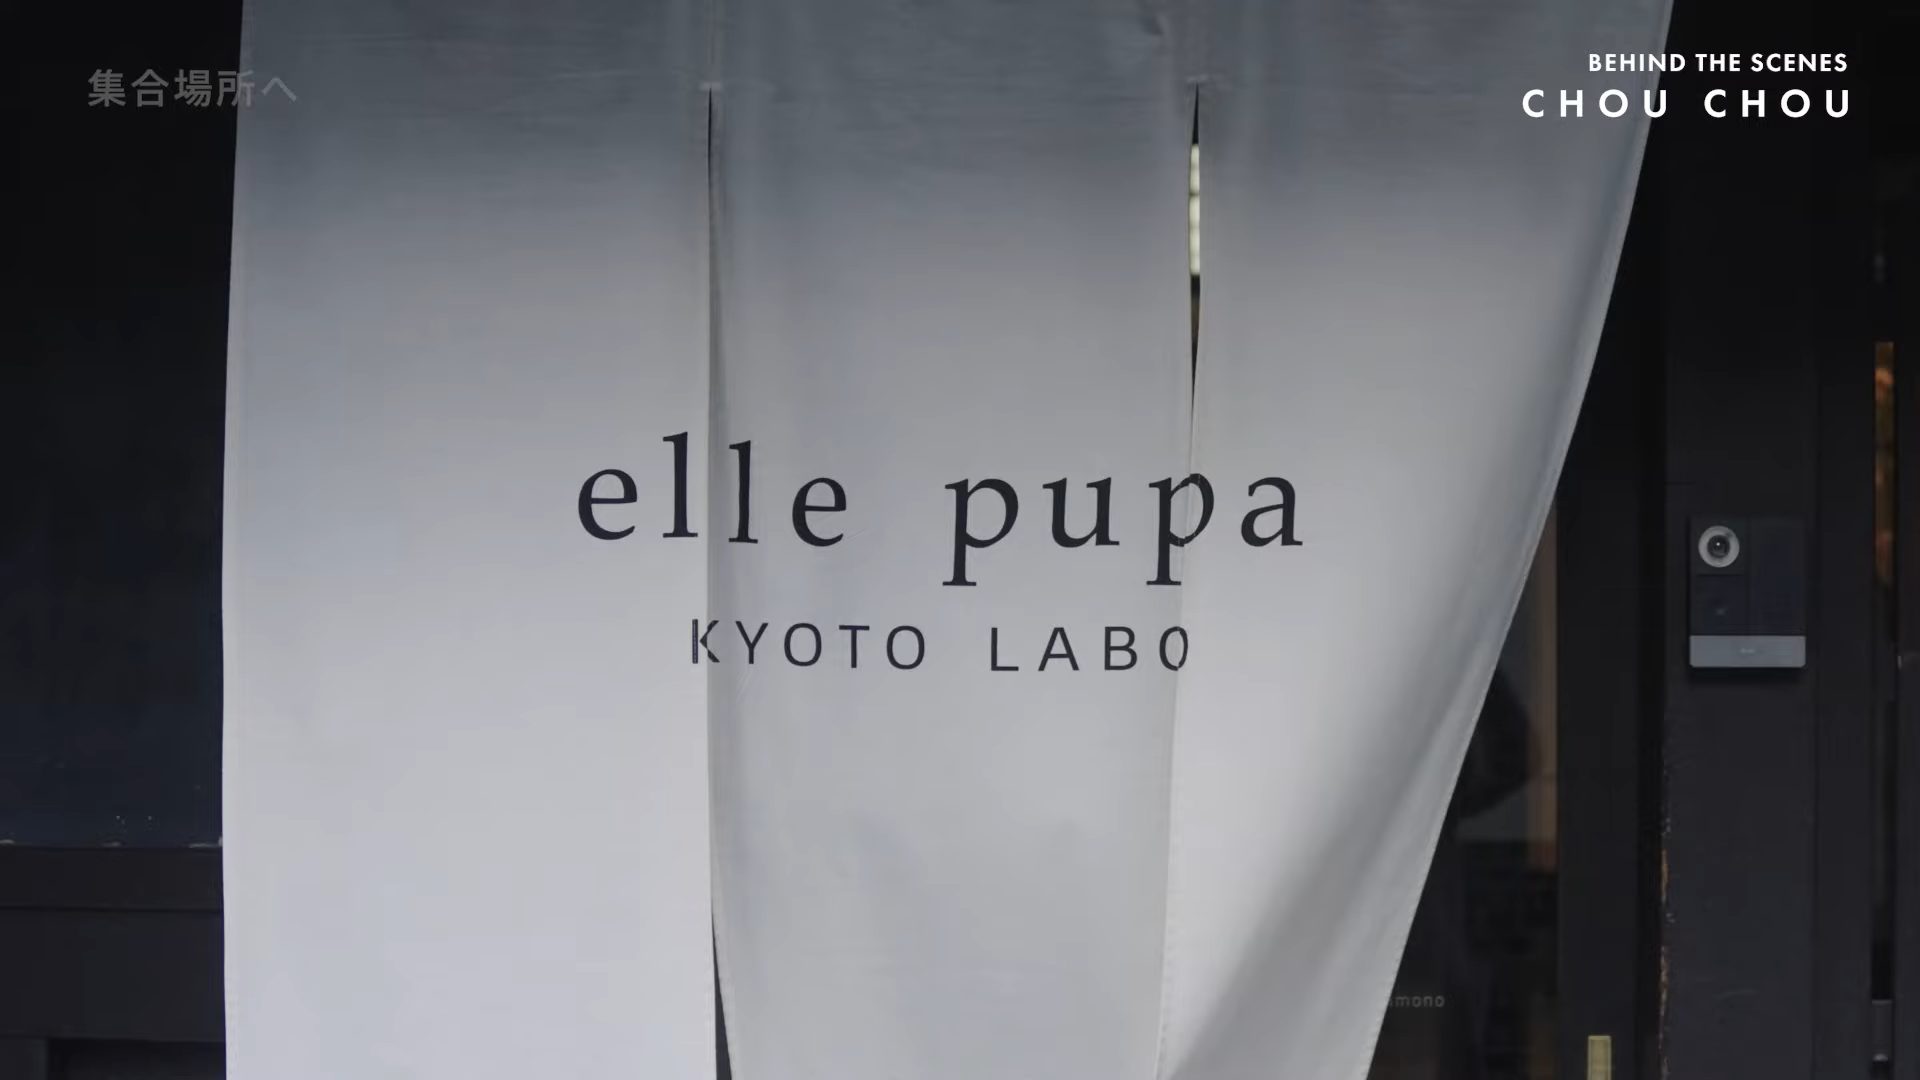 集合場所へ
BEHIND THE SCENES
CHOU CHOU
elle pupa
KYOTO LABO